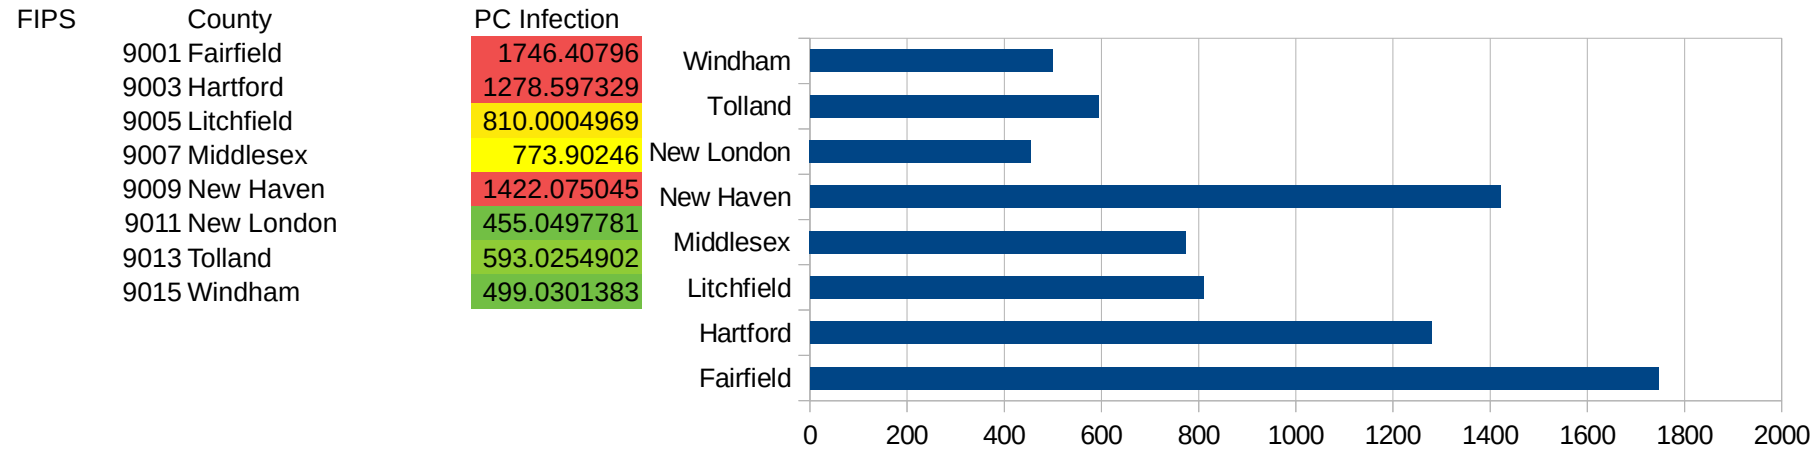 FIPS County PC Infection
9001 Fairfield 1746.40796
9003 Hartford 1278.597329
9005 Litchfield 810.0004969
9007 Middlesex 773.90246
9009 New Haven 1422.075045
9011 New London 455.0497781
9013 Tolland 593.0254902
9015 Windham 499.0301383
Windham
Tolland
New London
New Haven
Middlesex
Litchfield
Hartford
Fairfield
0 200 400 600 800 1000 1200 1400 1600 1800 2000